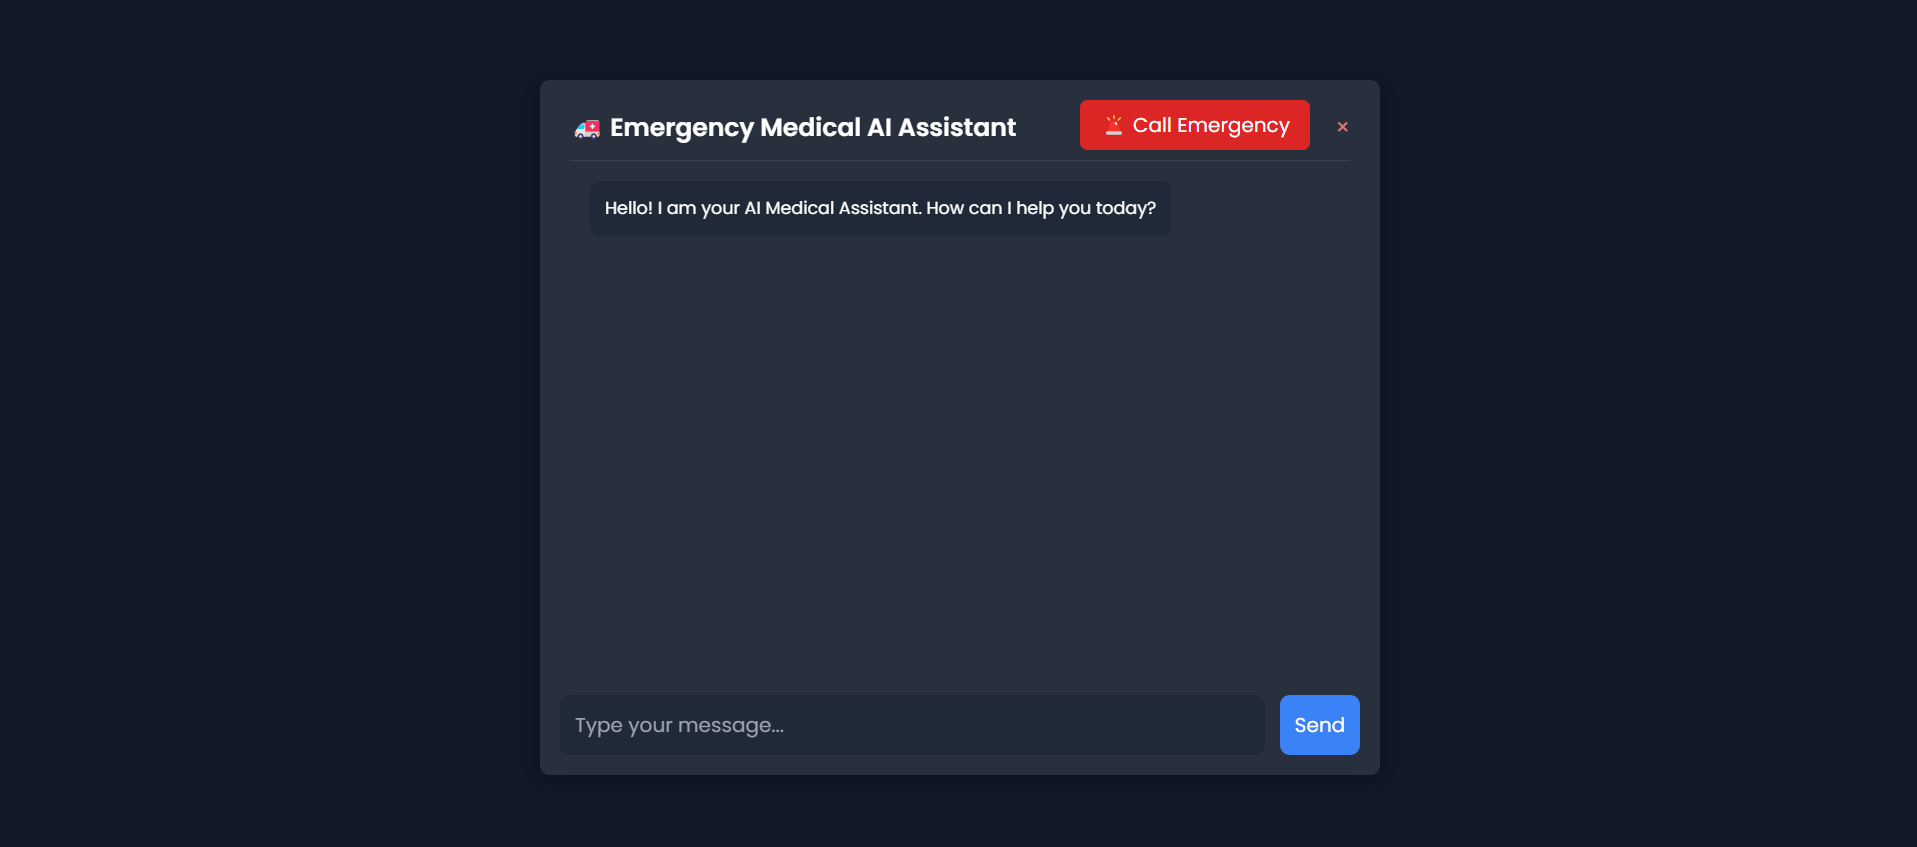 🚑 Emergency Medical AI Assistant
🚨 Call Emergency
×
Hello! I am your AI Medical Assistant. How can I help you today?
Type your message...
Send